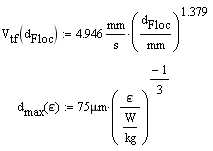 V_tf(d_Floc) := 4.946 mm/s · (d_Floc/mm)^1.379
d_max(ε) := 75μm · (ε/(W/kg))^(-1/3)